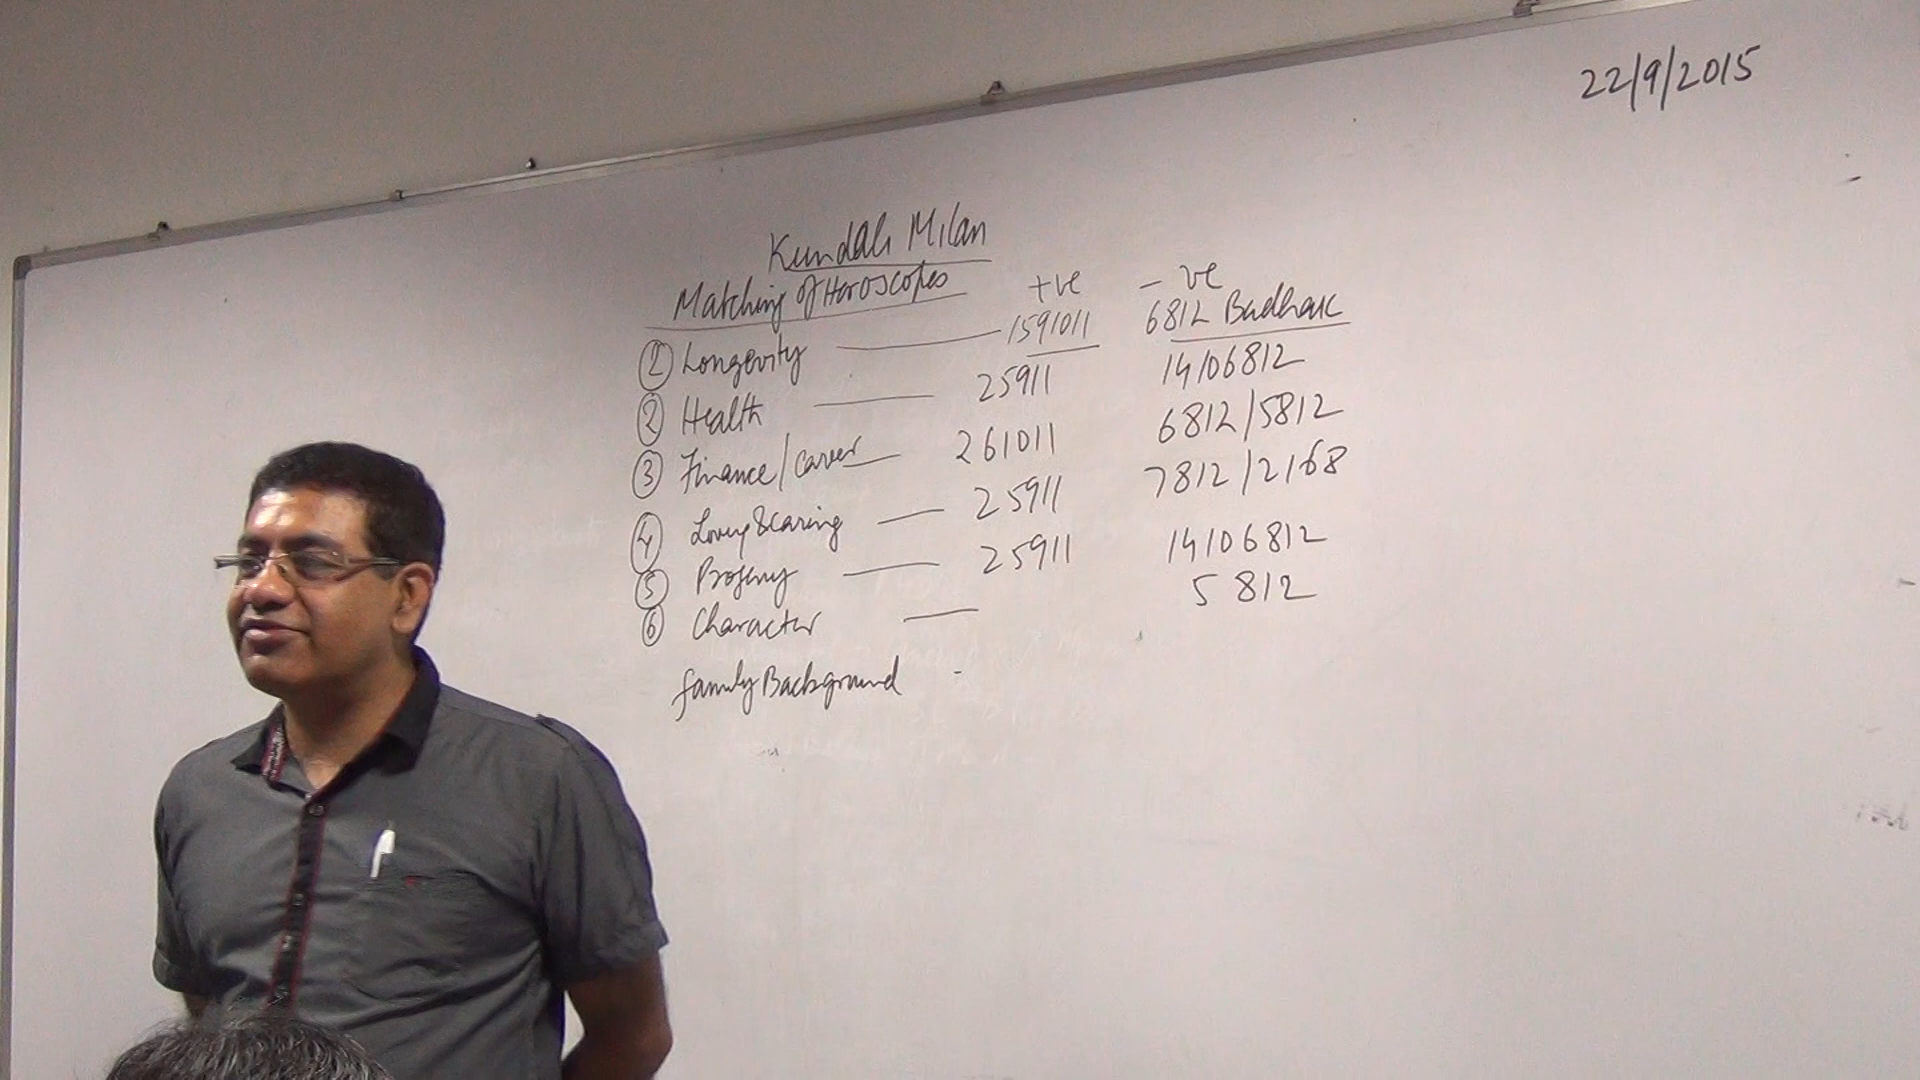 22/9/2015
Kundali Milan
Matching of Horoscopes +ve -ve
① Longevity — 1591011 6812 Badhak
② Health — 25911 14106812
③ Finance/Career — 261011 6812/5812
④ Loving & Caring — 25911 7812/2168
⑤ Progeny — 25911 14106812
⑥ Character — 5812
family Background -